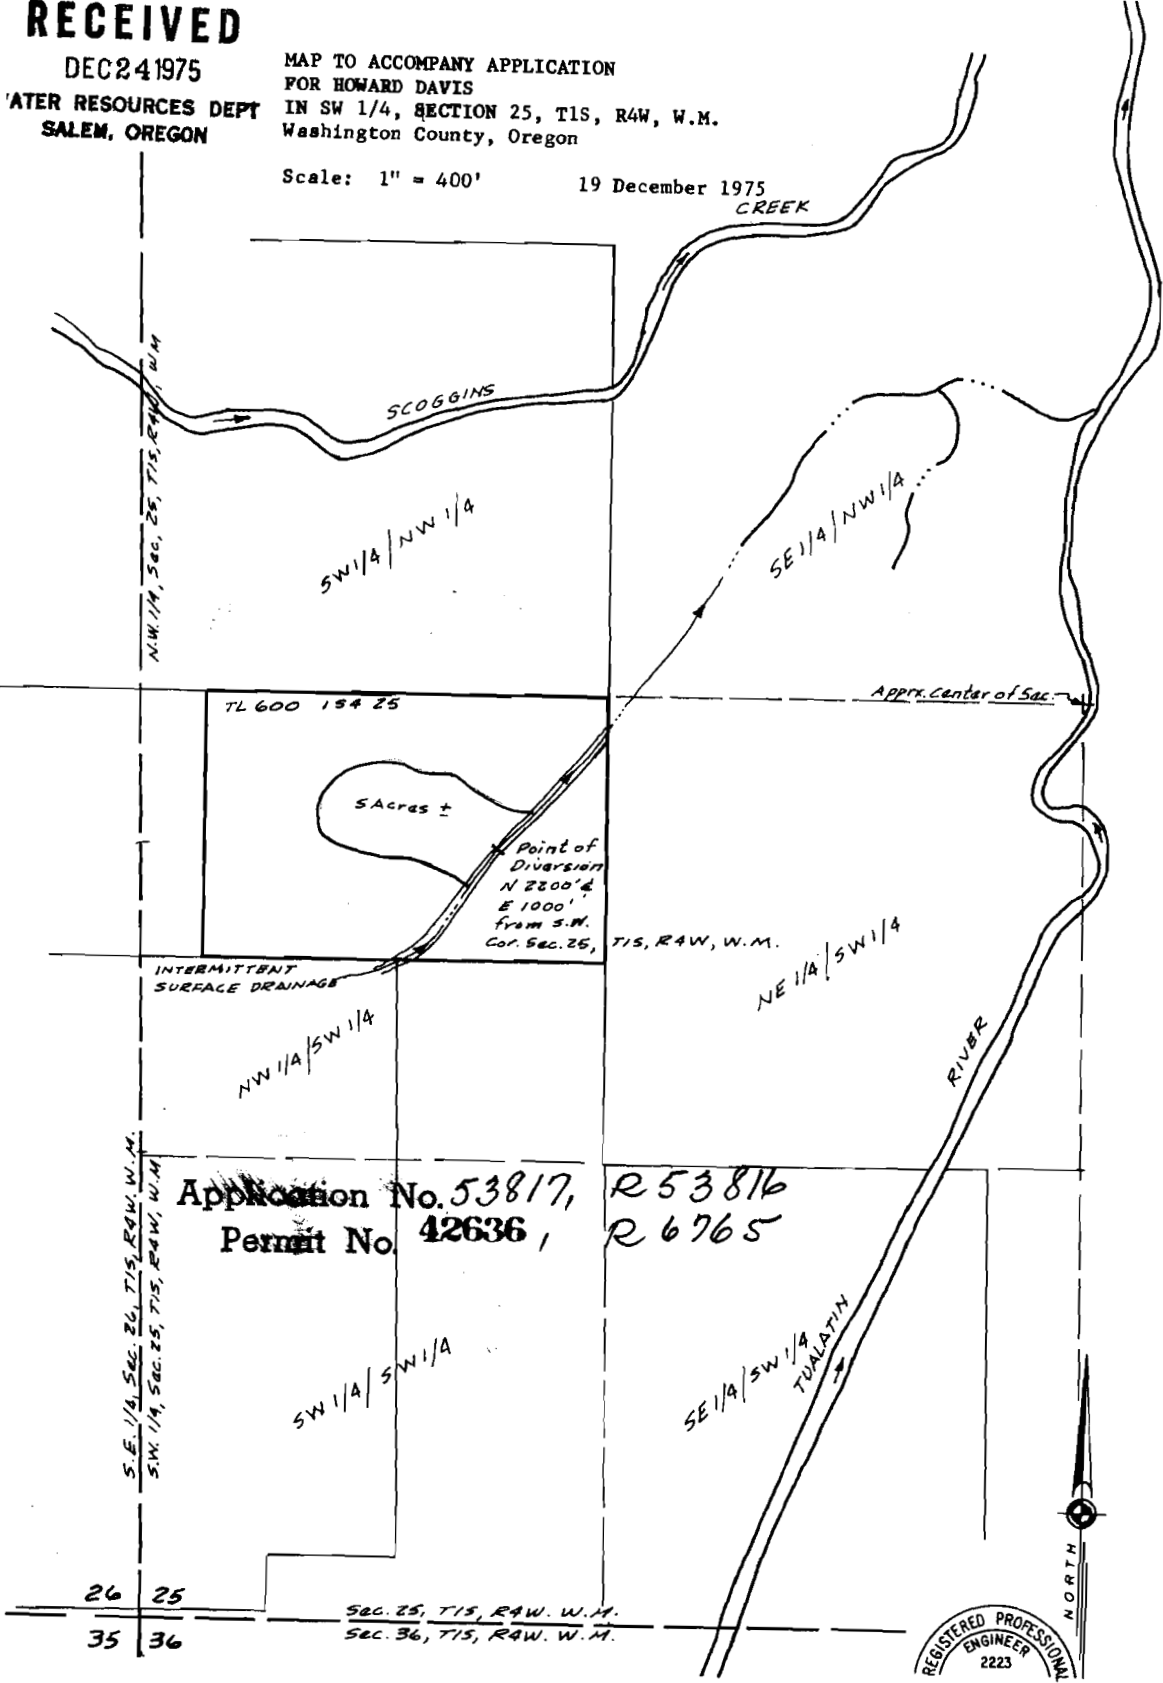 RECEIVED
DEC 24 1975
ATER RESOURCES DEPT
SALEM, OREGON
MAP TO ACCOMPANY APPLICATION
FOR HOWARD DAVIS
IN SW 1/4, SECTION 25, T1S, R4W, W.M.
Washington County, Oregon
Scale: 1" = 400' 19 December 1975
CREEK
SCOGGINS
N.W. 1/4, Sec, 25, T1S, R4W, WM
SW 1/4 / NW 1/4
SE 1/4 / NW 1/4
Apprx. Center of Sec.
TL 600 1S4 25
5 Acres ±
Point of
Diversion
N 2200' &
E 1000'
from S.W.
Cor. Sec. 25, T1S, R4W, W.M.
INTERMITTENT
SURFACE DRAINAGE
NW 1/4 / SW 1/4
NE 1/4 / SW 1/4
RIVER
Application No. 53817, R 53816
Permit No. 42636, R 6765
S.E. 1/4, Sec. 26, T1S, R4W, W.M.
S.W. 1/4, Sec. 25, T1S, R4W, W.M
SW 1/4 / SW 1/4
SE 1/4 / SW 1/4
TUALATIN
NORTH
26 25
35 36
Sec. 25, T1S, R4W. W.M.
Sec. 36, T1S, R4W. W.M.
REGISTERED PROFESSIONAL
ENGINEER
2223